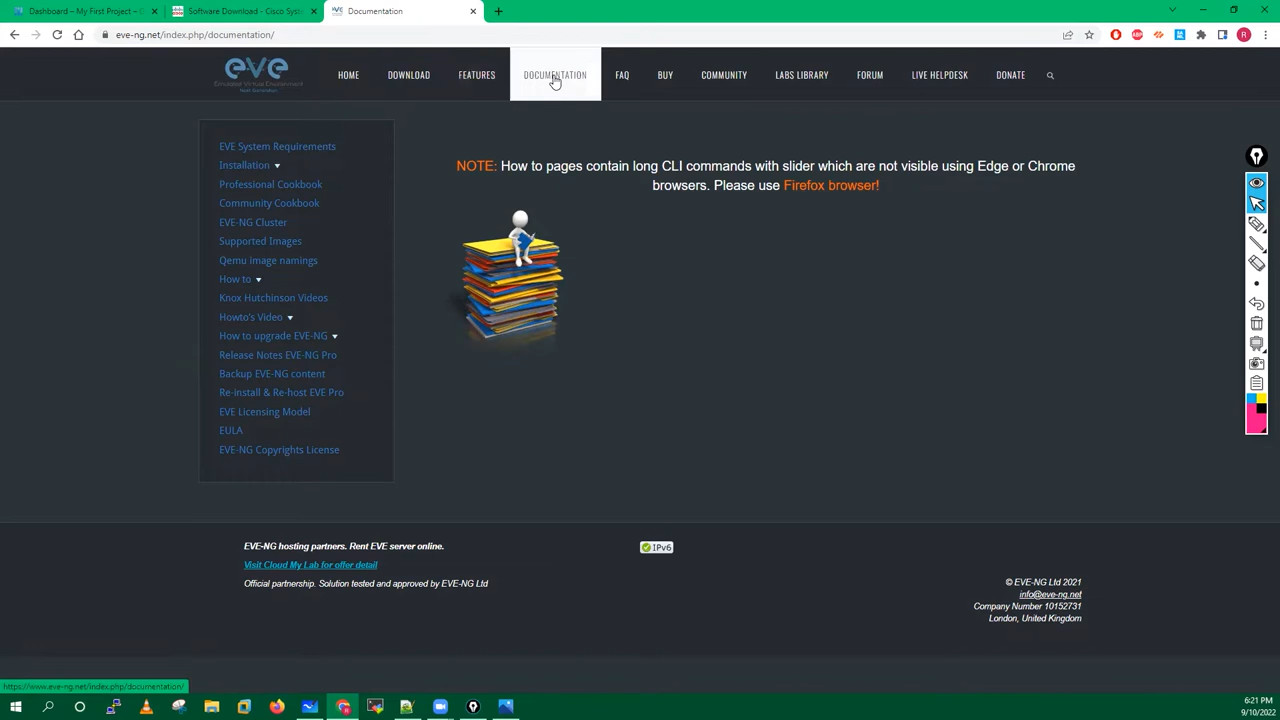 Dashboard – My First Project – G
Software Download - Cisco Syste
Documentation
eve-ng.net/index.php/documentation/
R
eve
Emulated Virtual Environment
Next Generation
HOME
DOWNLOAD
FEATURES
DOCUMENTATION
FAQ
BUY
COMMUNITY
LABS LIBRARY
FORUM
LIVE HELPDESK
DONATE
EVE System Requirements
Installation
Professional Cookbook
Community Cookbook
EVE-NG Cluster
Supported Images
Qemu image namings
How to
Knox Hutchinson Videos
Howto's Video
How to upgrade EVE-NG
Release Notes EVE-NG Pro
Backup EVE-NG content
Re-install & Re-host EVE Pro
EVE Licensing Model
EULA
EVE-NG Copyrights License
NOTE: How to pages contain long CLI commands with slider which are not visible using Edge or Chrome
browsers. Please use Firefox browser!
EVE-NG hosting partners. Rent EVE server online.
Visit Cloud My Lab for offer detail
Official partnership. Solution tested and approved by EVE-NG Ltd
IPv6
© EVE-NG Ltd 2021
info@eve-ng.net
Company Number 10152731
London, United Kingdom
https://www.eve-ng.net/index.php/documentation/
6:21 PM
9/10/2022